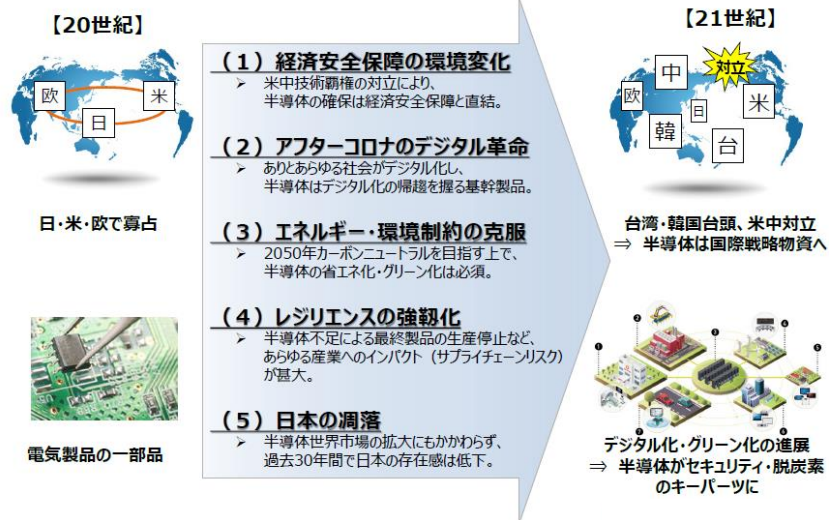 【20世紀】
欧
米
日
日・米・欧で寡占
電気製品の一部品
（１）経済安全保障の環境変化
➢ 米中技術覇権の対立により、
半導体の確保は経済安全保障と直結。
（２）アフターコロナのデジタル革命
➢ ありとあらゆる社会がデジタル化し、
半導体はデジタル化の帰趨を握る基幹製品。
（３）エネルギー・環境制約の克服
➢ 2050年カーボンニュートラルを目指す上で、
半導体の省エネ化・グリーン化は必須。
（４）レジリエンスの強靱化
➢ 半導体不足による最終製品の生産停止など、
あらゆる産業へのインパクト（サプライチェーンリスク）
が甚大。
（５）日本の凋落
➢ 半導体世界市場の拡大にもかかわらず、
過去30年間で日本の存在感は低下。
【21世紀】
対立
中
欧
日
米
韓
台
台湾・韓国台頭、米中対立
⇒ 半導体は国際戦略物資へ
1
2
3
4
5
6
7
デジタル化・グリーン化の進展
⇒ 半導体がセキュリティ・脱炭素
のキーパーツに